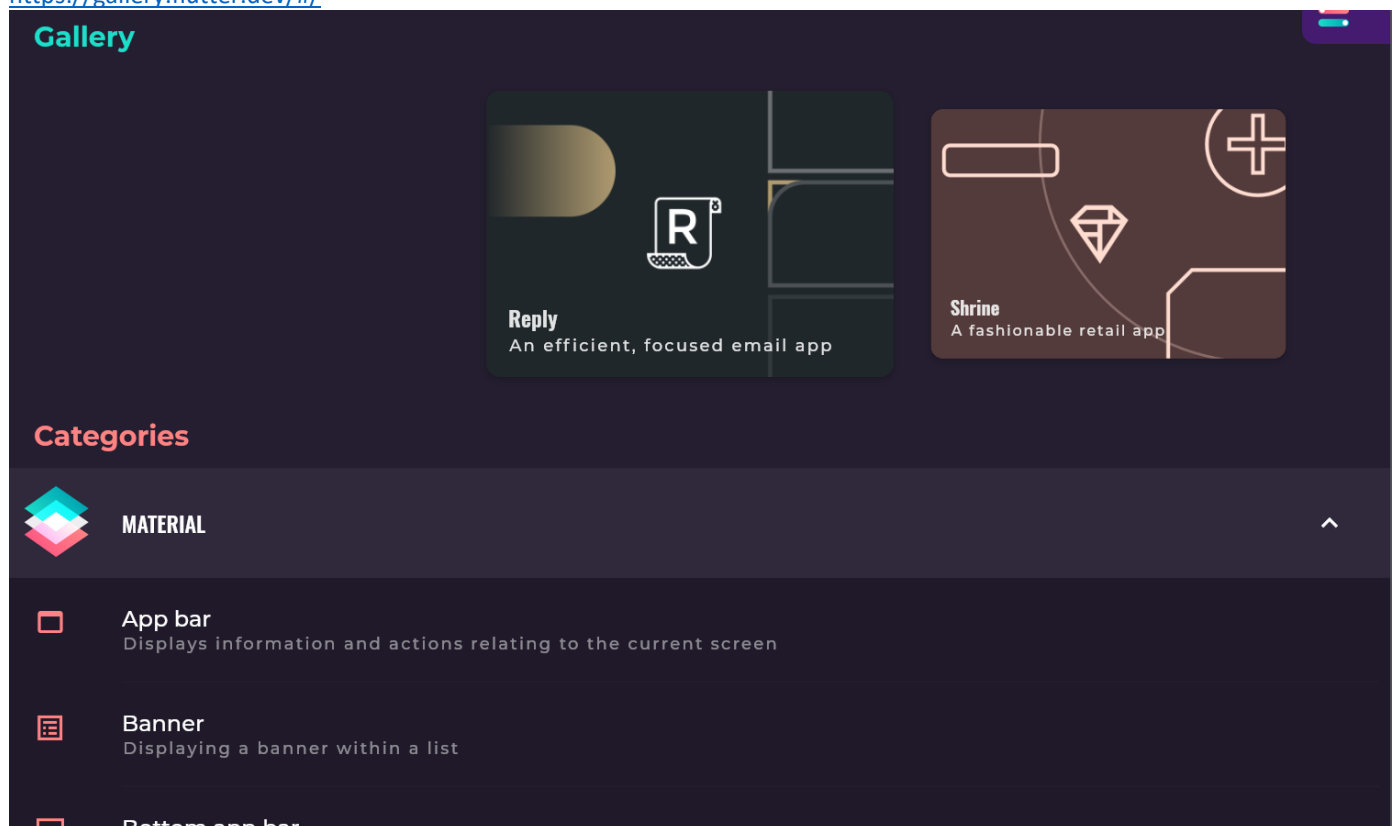 Gallery
R
Reply
An efficient, focused email app
Shrine
A fashionable retail app
Categories
MATERIAL
App bar
Displays information and actions relating to the current screen
Banner
Displaying a banner within a list